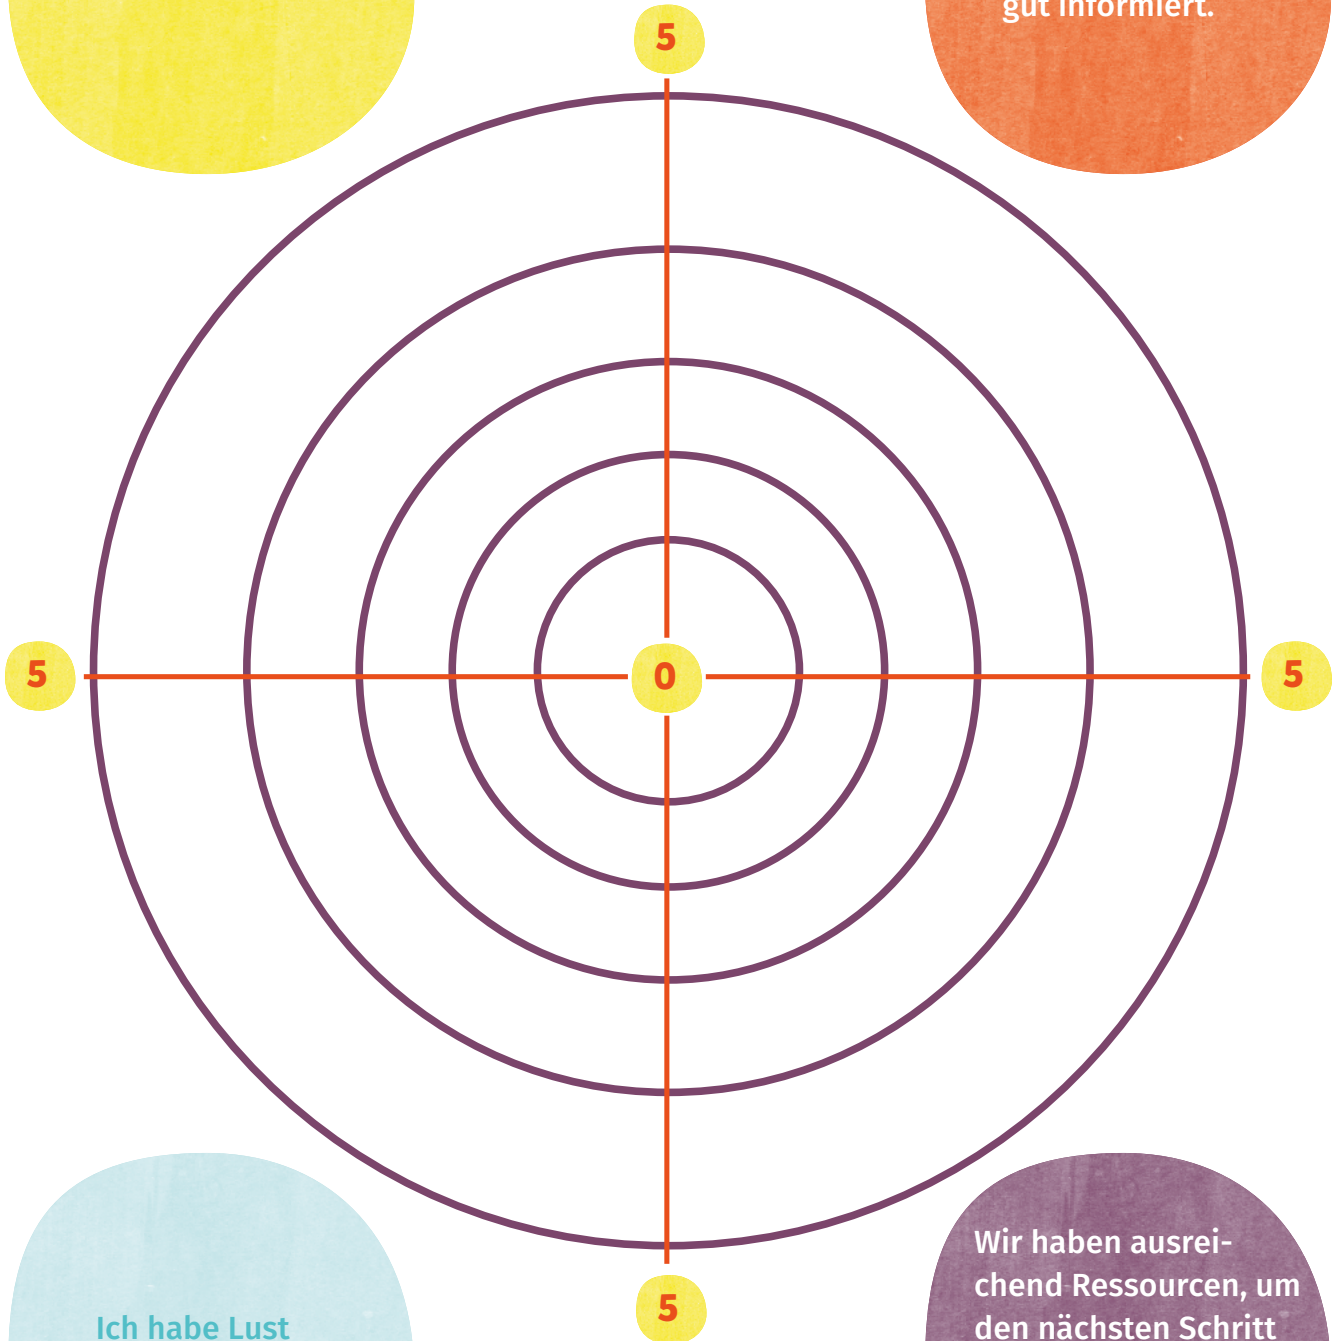 gut informiert.
5
5
0
5
Wir haben ausrei-
chend Ressourcen, um
den nächsten Schritt
Ich habe Lust
5